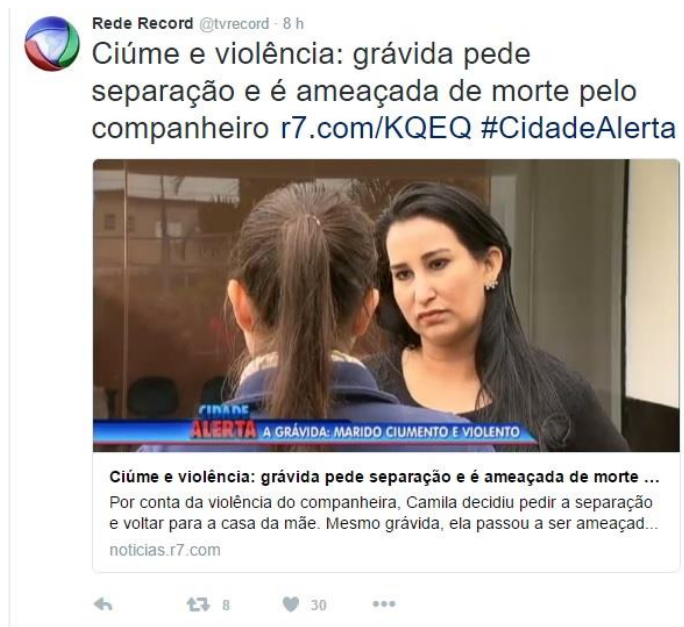 Rede Record @tvrecord · 8 h
Ciúme e violência: grávida pede
separação e é ameaçada de morte pelo
companheiro r7.com/KQEQ #CidadeAlerta
CIDADE
ALERTA A GRÁVIDA: MARIDO CIUMENTO E VIOLENTO
Ciúme e violência: grávida pede separação e é ameaçada de morte ...
Por conta da violência do companheira, Camila decidiu pedir a separação
e voltar para a casa da mãe. Mesmo grávida, ela passou a ser ameaçad...
noticias.r7.com
8 30